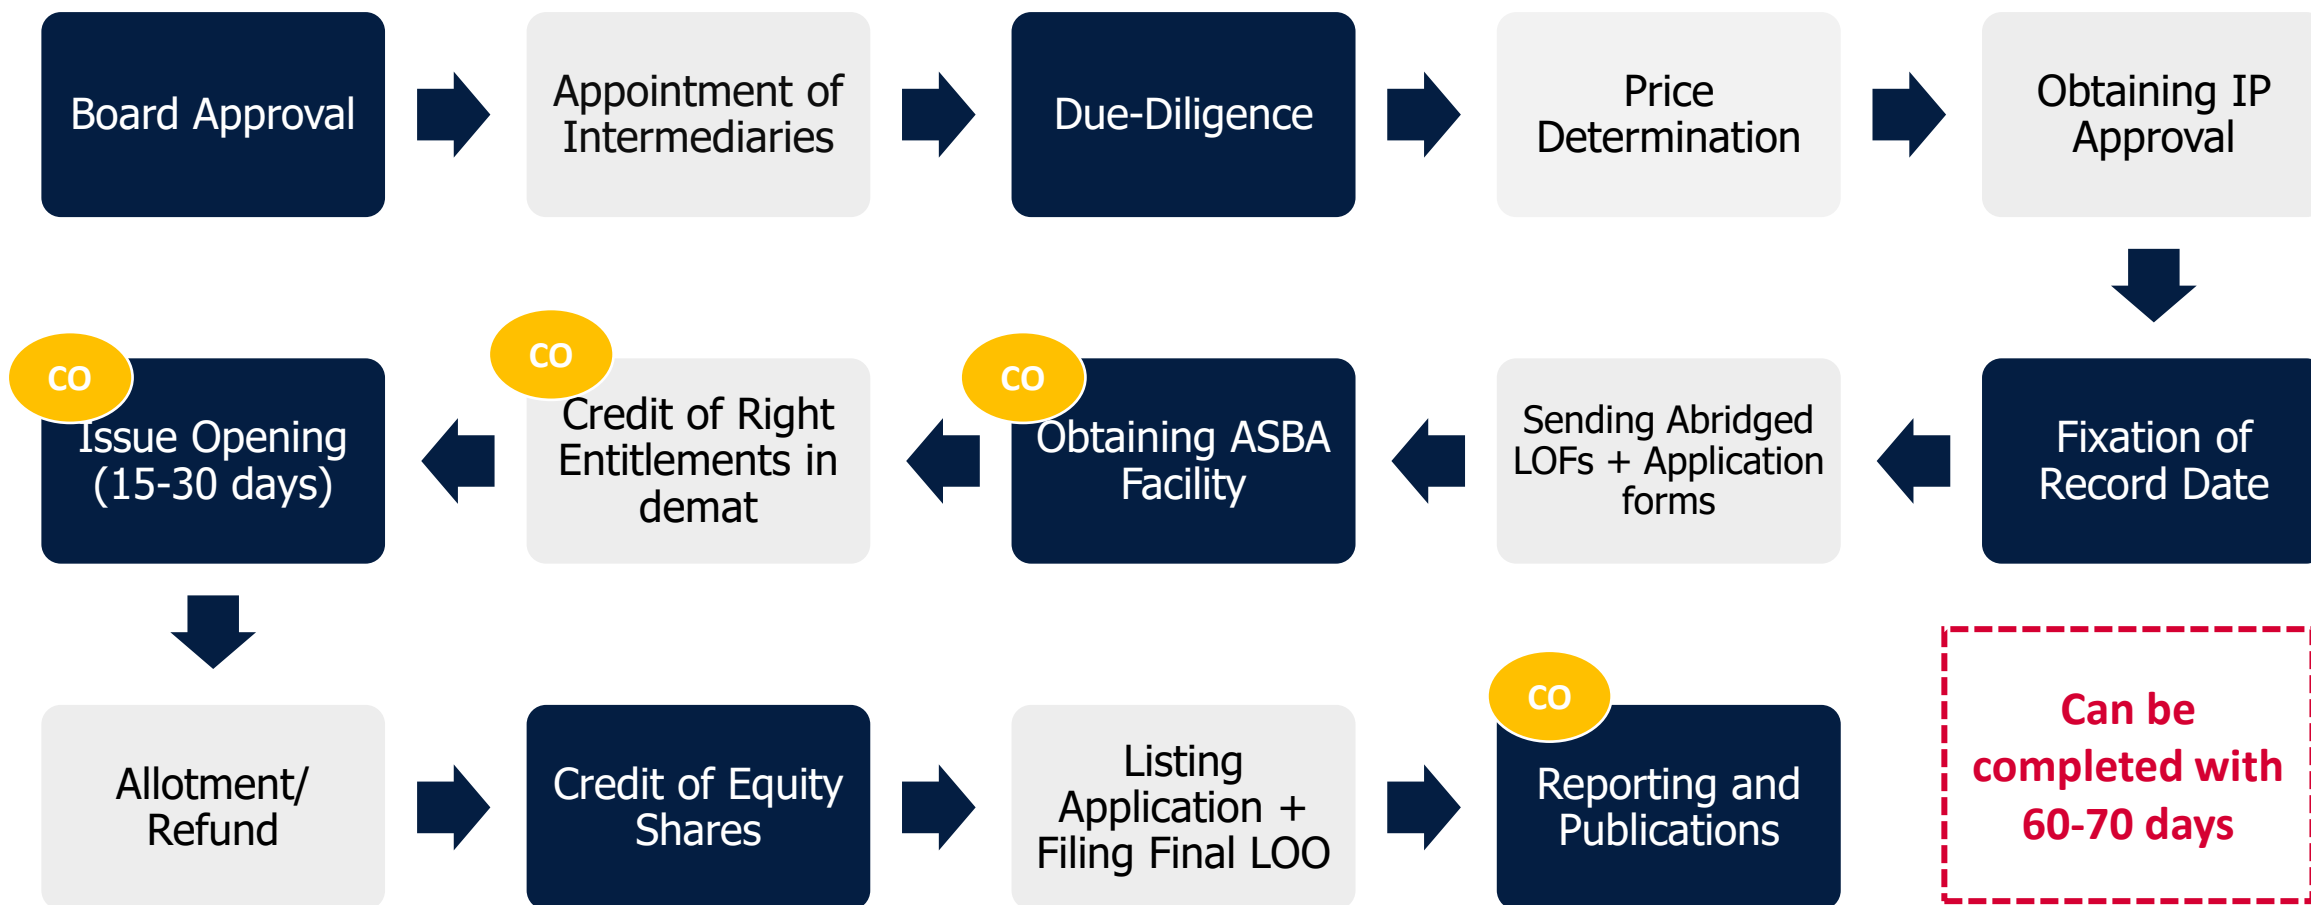 Board Approval
Appointment of
Intermediaries
Due-Diligence
Price
Determination
Obtaining IP
Approval
Fixation of
Record Date
Sending Abridged
LOFs + Application
forms
CO
Obtaining ASBA
Facility
CO
Credit of Right
Entitlements in
demat
CO
Issue Opening
(15-30 days)
Allotment/
Refund
Credit of Equity
Shares
Listing
Application +
Filing Final LOO
CO
Reporting and
Publications
Can be
completed with
60-70 days